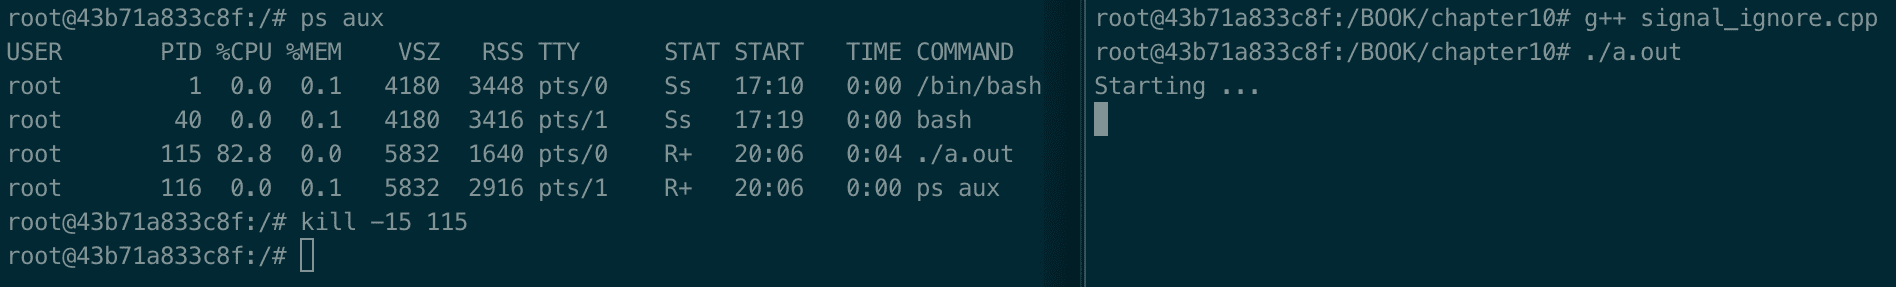 root@43b71a833c8f:/# ps aux
USER       PID %CPU %MEM    VSZ   RSS TTY      STAT START   TIME COMMAND
root         1  0.0  0.1   4180  3448 pts/0    Ss   17:10   0:00 /bin/bash
root        40  0.0  0.1   4180  3416 pts/1    Ss   17:19   0:00 bash
root       115 82.8  0.0   5832  1640 pts/0    R+   20:06   0:04 ./a.out
root       116  0.0  0.1   5832  2916 pts/1    R+   20:06   0:00 ps aux
root@43b71a833c8f:/# kill -15 115
root@43b71a833c8f:/#
root@43b71a833c8f:/BOOK/chapter10# g++ signal_ignore.cpp
root@43b71a833c8f:/BOOK/chapter10# ./a.out
Starting ...